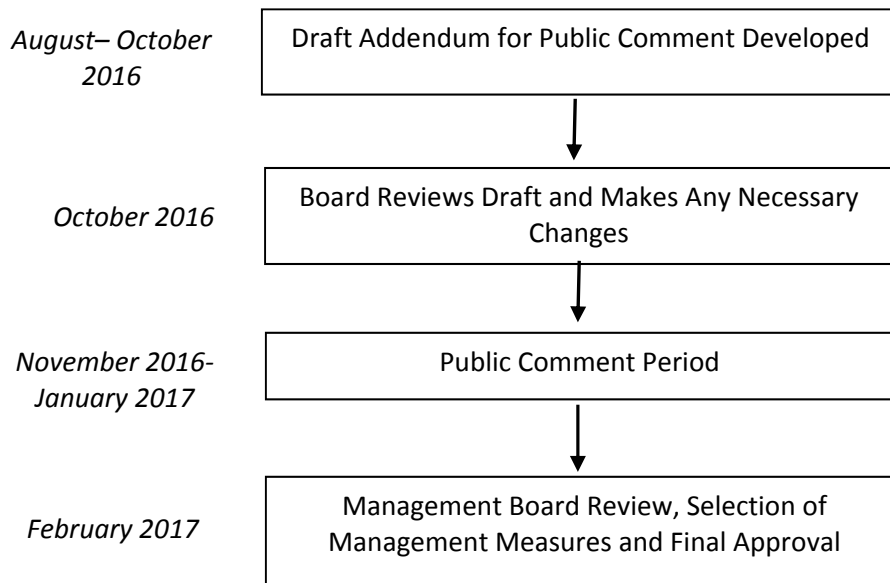 August– October
2016
Draft Addendum for Public Comment Developed
October 2016
Board Reviews Draft and Makes Any Necessary
Changes
November 2016-
January 2017
Public Comment Period
February 2017
Management Board Review, Selection of
Management Measures and Final Approval